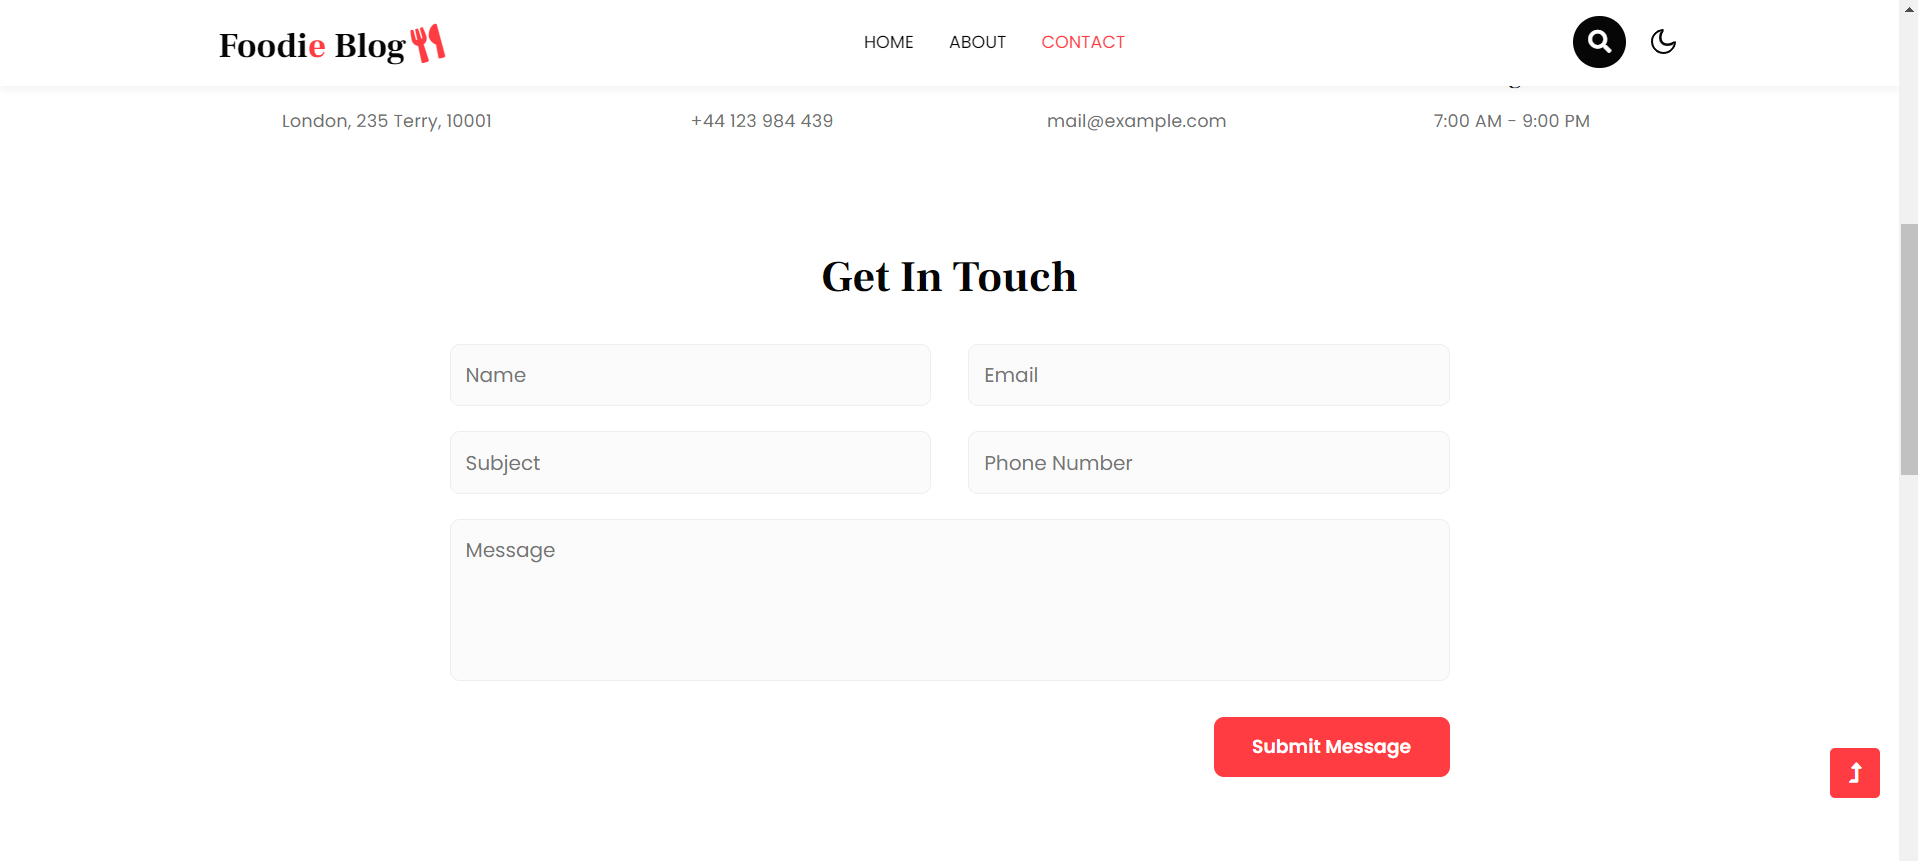 Foodie Blog
HOME ABOUT CONTACT
London, 235 Terry, 10001
+44 123 984 439
mail@example.com
7:00 AM - 9:00 PM
Get In Touch
Name
Email
Subject
Phone Number
Message
Submit Message